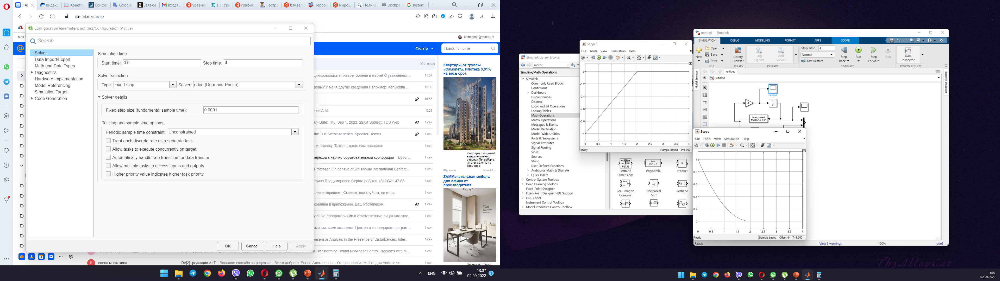 (14)
Яндекс
Конст
Конфер
Google
Заявки
Входящ
уравне
§ 1. Ура
график
Постро
bsv.ser
Персон
мирош
Нелине
Экспре
system
e.mail.ru/inbox/
Configuration Parameters: untitled/Configuration (Active)
Search
cainenash@mail.ru
Фильтр
Поиск по почте
Solver
Data Import/Export
Math and Data Types
Diagnostics
Hardware Implementation
Model Referencing
Simulation Target
Code Generation
Simulation time
Start time: 0.0
Stop time: 4
Solver selection
Type: Fixed-step
Solver: ode5 (Dormand-Prince)
Solver details
Fixed-step size (fundamental sample time): 0.0001
Tasking and sample time options
Periodic sample time constraint: Unconstrained
Treat each discrete rate as a separate task
Allow tasks to execute concurrently on target
Automatically handle rate transition for data transfer
Allow multiple tasks to access inputs and outputs
Higher priority value indicates higher task priority
OK Cancel Help Apply
Юр. инфо
цинировалась в январе, болеле в марте! С уважением,... 11:37
рены? У меня другие сведения! Например: Копысова ... 11:30
10:56
чев А.М. 8:28
u> Date: Thu, Sep 1, 2022, 22:04 Subject: TDS Web 1 сен
the TDS Webinar series. Speaker: Tomas 1 сен
вил заявку. Также выслал вам приглаше 1 сен
переход к научно-образовательной корпорации Дорог... 1 сен
Professor, On behave of 5th annual International Confere... 1 сен
ерина Владимировна Серого раб.тел. (812)321-47-68 1 сен
донесет/пришлет. Скиньте, пожалуйста, ее e-ma 1 сен
креплен в приложении. Ваш Ростелеком. 1 сен
ующие лабораториями и ответственные лица! Как отве... 1 сен
ыми статьями экспертов Центра и календарем програм... 1 сен
onsensus Analysis in the Presence of Disturbances, Inter... 1 сен
on Transforming Hybrid Nonlinear Control Problems with M... 1 сен
елена мартехина Re[2]: редакция АиТ Большое спасибо за рецензию. Всего доброго. Елена Алексеевна -- Отправлено из Mail.ru для Android че 1 сен
Квартиры от группы
«Самолет». Ипотека 0,01%
на весь срок
Квартиры с отделкой
в перспективных
районах Петербурга.
Ипотека 0,01% на
весь срок.
Юр. инфо samolet.ru
ZAMMечательная мебель
для офиса от
производителя
ENG
13:07
02.09.2022
1
Simulink Library Browser
motor
Simulink/Math Operations
Simulink
Commonly Used Blocks
Continuous
Dashboard
Discontinuities
Discrete
Logic and Bit Operations
Lookup Tables
Math Operations
Matrix Operations
Messages & Events
Model Verification
Model-Wide Utilities
Ports & Subsystems
Signal Attributes
Signal Routing
Sinks
Sources
String
User-Defined Functions
Additional Math & Discrete
Quick Insert
Control System Toolbox
Deep Learning Toolbox
Fixed-Point Designer
Fixed-Point Designer HDL Support
HDL Coder
Instrument Control Toolbox
Model Predictive Control Toolbox
Permute
Dimensions
Polynomial
Product
Real-Imag to
Complex
Reciprocal
Sqrt
Reshape
Scope2
File Tools View Simulation Help
0
-0.2
-0.4
-0.6
-0.8
-1
0 0.5 1 1.5 2 2.5 3 3.5 4
Ready Sample based T=4.000
untitled * - Simulink
SIMULATION DEBUG MODELING FORMAT APPS SCOPE
New
Open
Save
Print
FILE
Library
Browser
LIBRARY
Log
Signals
Add
Viewer
PREPARE
Stop Time 4
Normal
Fast Restart
Step
Back
Run
Step
Forward
Stop
SIMULATE
Data
Inspector
REVIEW RESULTS
Model Browser
untitled
untitled
Property Inspector
Scope2
-1
1
s
Interpreted
MATLAB Fcn
Ready View 5 warnings 100% ode5
Scope
File Tools View Simulation Help
1
0.8
0.6
0.4
0.2
0
0 0.5 1 1.5 2 2.5 3 3.5 4
Ready Sample based Offset=0 T=4.000
Th3AlleyCat
13:07
02.09.2022